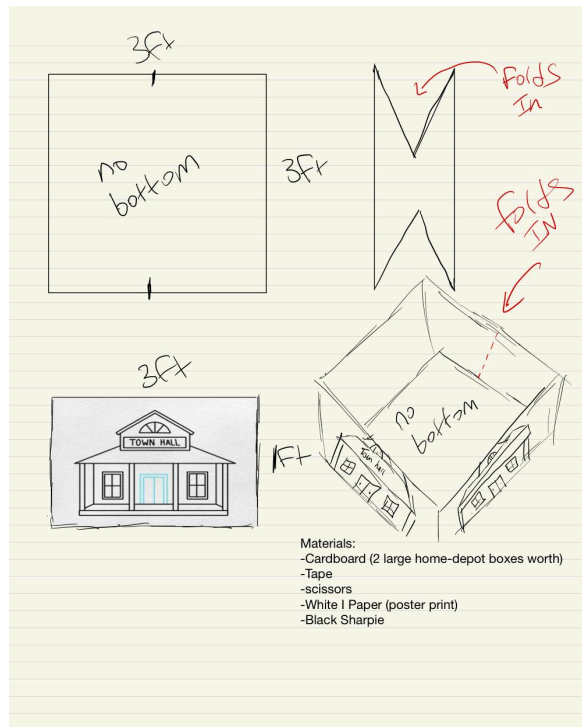 3Ft
Folds
In
no
bottom
3Ft
folds
IN
3Ft
TOWN HALL
1Ft
no
bottom
Town Hall
Materials:
-Cardboard (2 large home-depot boxes worth)
-Tape
-scissors
-White I Paper (poster print)
-Black Sharpie